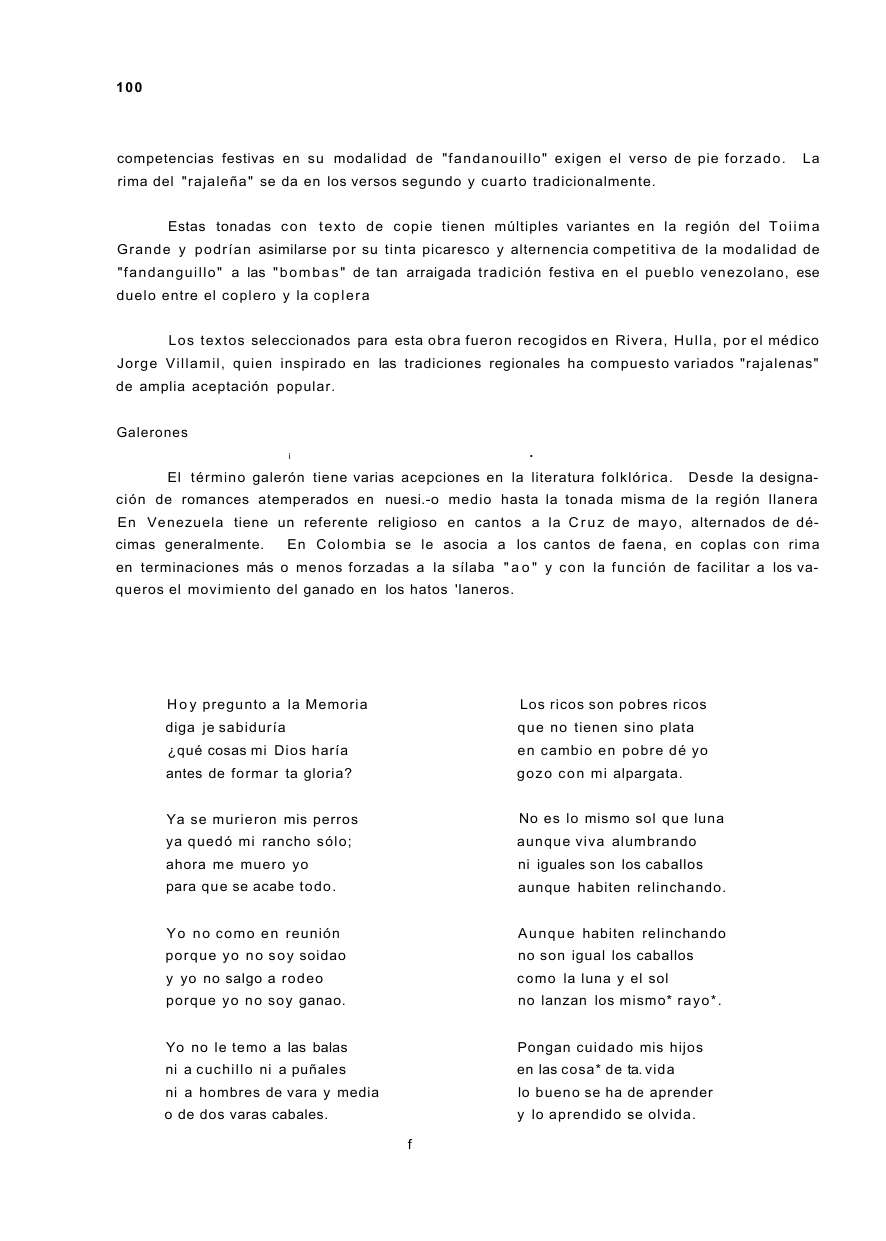 100
competencias festivas en su modalidad de "fandanouillo" exigen el verso de pie forzado. La
rima del "rajaleña" se da en los versos segundo y cuarto tradicionalmente.
Estas tonadas con texto de copie tienen múltiples variantes en la región del Toiima
Grande y podrían asimilarse por su tinta picaresco y alternencia competitiva de la modalidad de
"fandanguillo" a las "bombas" de tan arraigada tradición festiva en el pueblo venezolano, ese
duelo entre el coplero y la coplera
Los textos seleccionados para esta obra fueron recogidos en Rivera, Hulla, por el médico
Jorge Villamil, quien inspirado en las tradiciones regionales ha compuesto variados "rajalenas"
de amplia aceptación popular.
Galerones
i .
El término galerón tiene varias acepciones en la literatura folklórica. Desde la designa-
ción de romances atemperados en nuesi.-o medio hasta la tonada misma de la región llanera
En Venezuela tiene un referente religioso en cantos a la Cruz de mayo, alternados de dé-
cimas generalmente. En Colombia se le asocia a los cantos de faena, en coplas con rima
en terminaciones más o menos forzadas a la sílaba "ao" y con la función de facilitar a los va-
queros el movimiento del ganado en los hatos 'laneros.
Hoy pregunto a la Memoria
diga je sabiduría
¿qué cosas mi Dios haría
antes de formar ta gloria?
Ya se murieron mis perros
ya quedó mi rancho sólo;
ahora me muero yo
para que se acabe todo.
Yo no como en reunión
porque yo no soy soidao
y yo no salgo a rodeo
porque yo no soy ganao.
Yo no le temo a las balas
ni a cuchillo ni a puñales
ni a hombres de vara y media
o de dos varas cabales.
Los ricos son pobres ricos
que no tienen sino plata
en cambio en pobre dé yo
gozo con mi alpargata.
No es lo mismo sol que luna
aunque viva alumbrando
ni iguales son los caballos
aunque habiten relinchando.
Aunque habiten relinchando
no son igual los caballos
como la luna y el sol
no lanzan los mismo* rayo*.
Pongan cuidado mis hijos
en las cosa* de ta. vida
lo bueno se ha de aprender
y lo aprendido se olvida.
f